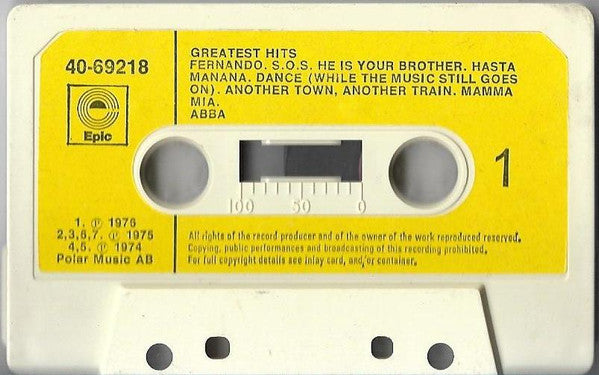 40-69218
Epic
GREATEST HITS
FERNANDO. S.O.S. HE IS YOUR BROTHER. HASTA
MANANA. DANCE (WHILE THE MUSIC STILL GOES
ON). ANOTHER TOWN, ANOTHER TRAIN. MAMMA
MIA.
ABBA
1
100 50 0
1. ℗ 1976
2,3,6,7. ℗ 1975
4,5. ℗ 1974
Polar Music AB
All rights of the record producer and of the owner of the work reproduced reserved.
Copying, public performances and broadcasting of this recording prohibited.
For full copyright details see inlay card, and/or container.